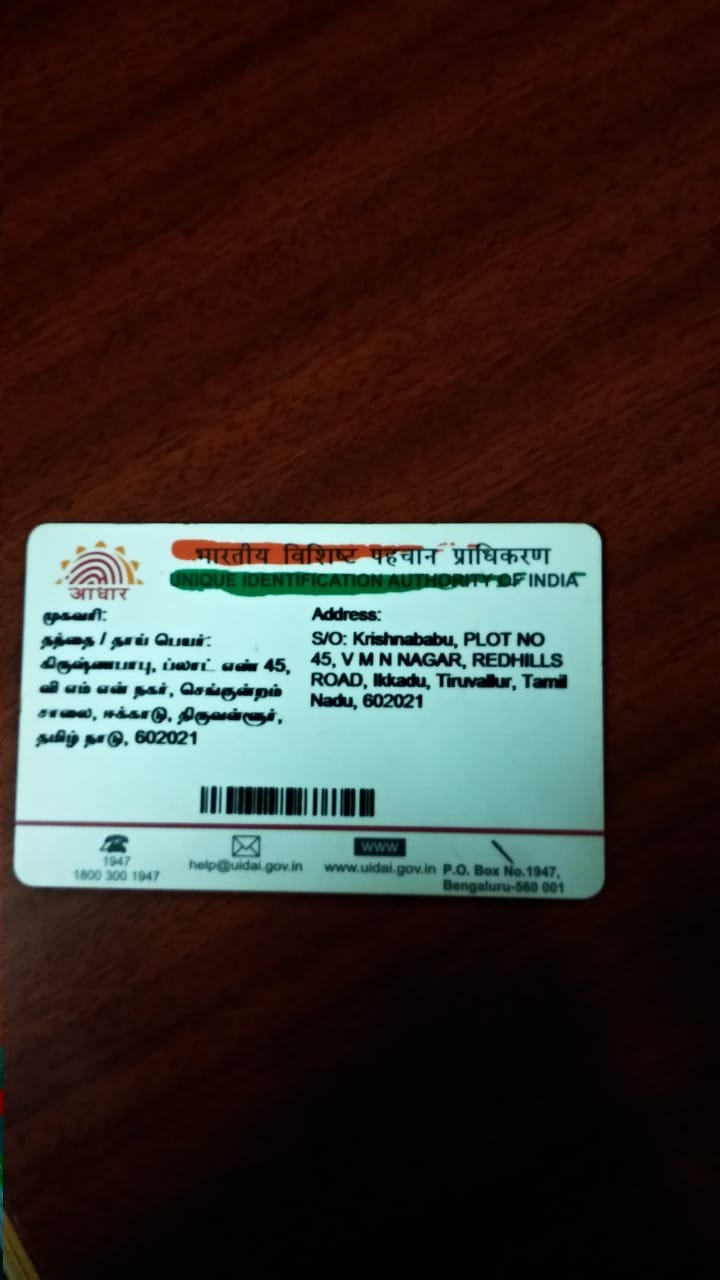 भारतीय विशिष्ट पहचान प्राधिकरण
UNIQUE IDENTIFICATION AUTHORITY OF INDIA
आधार
முகவரி:
தந்தை / தாய் பெயர்:
கிருஷ்ணபாபு, ப்லாட் எண் 45,
வி எம் என் நகர், செங்குன்றம்
சாலை, ஈக்காடு, திருவள்ளூர்,
தமிழ் நாடு, 602021
Address:
S/O: Krishnababu, PLOT NO
45, V M N NAGAR, REDHILLS
ROAD, Ikkadu, Tiruvallur, Tamil
Nadu, 602021
1947
1800 300 1947
help@uidai.gov.in
WWW
www.uidai.gov.in
P.O. Box No.1947,
Bengaluru-560 001